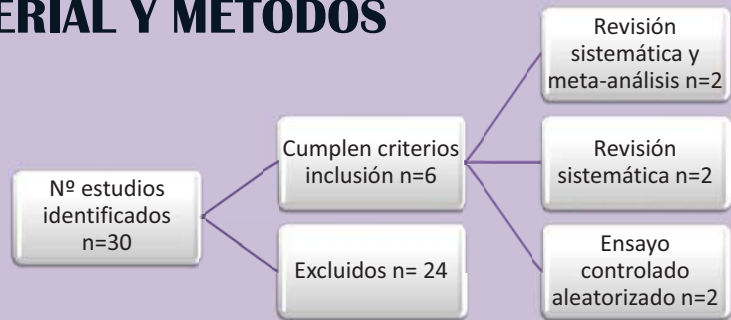 ERIAL Y MÉTODOS
Nº estudios
identificados
n=30
Cumplen criterios
inclusión n=6
Excluidos n= 24
Revisión
sistemática y
meta-análisis n=2
Revisión
sistemática n=2
Ensayo
controlado
aleatorizado n=2